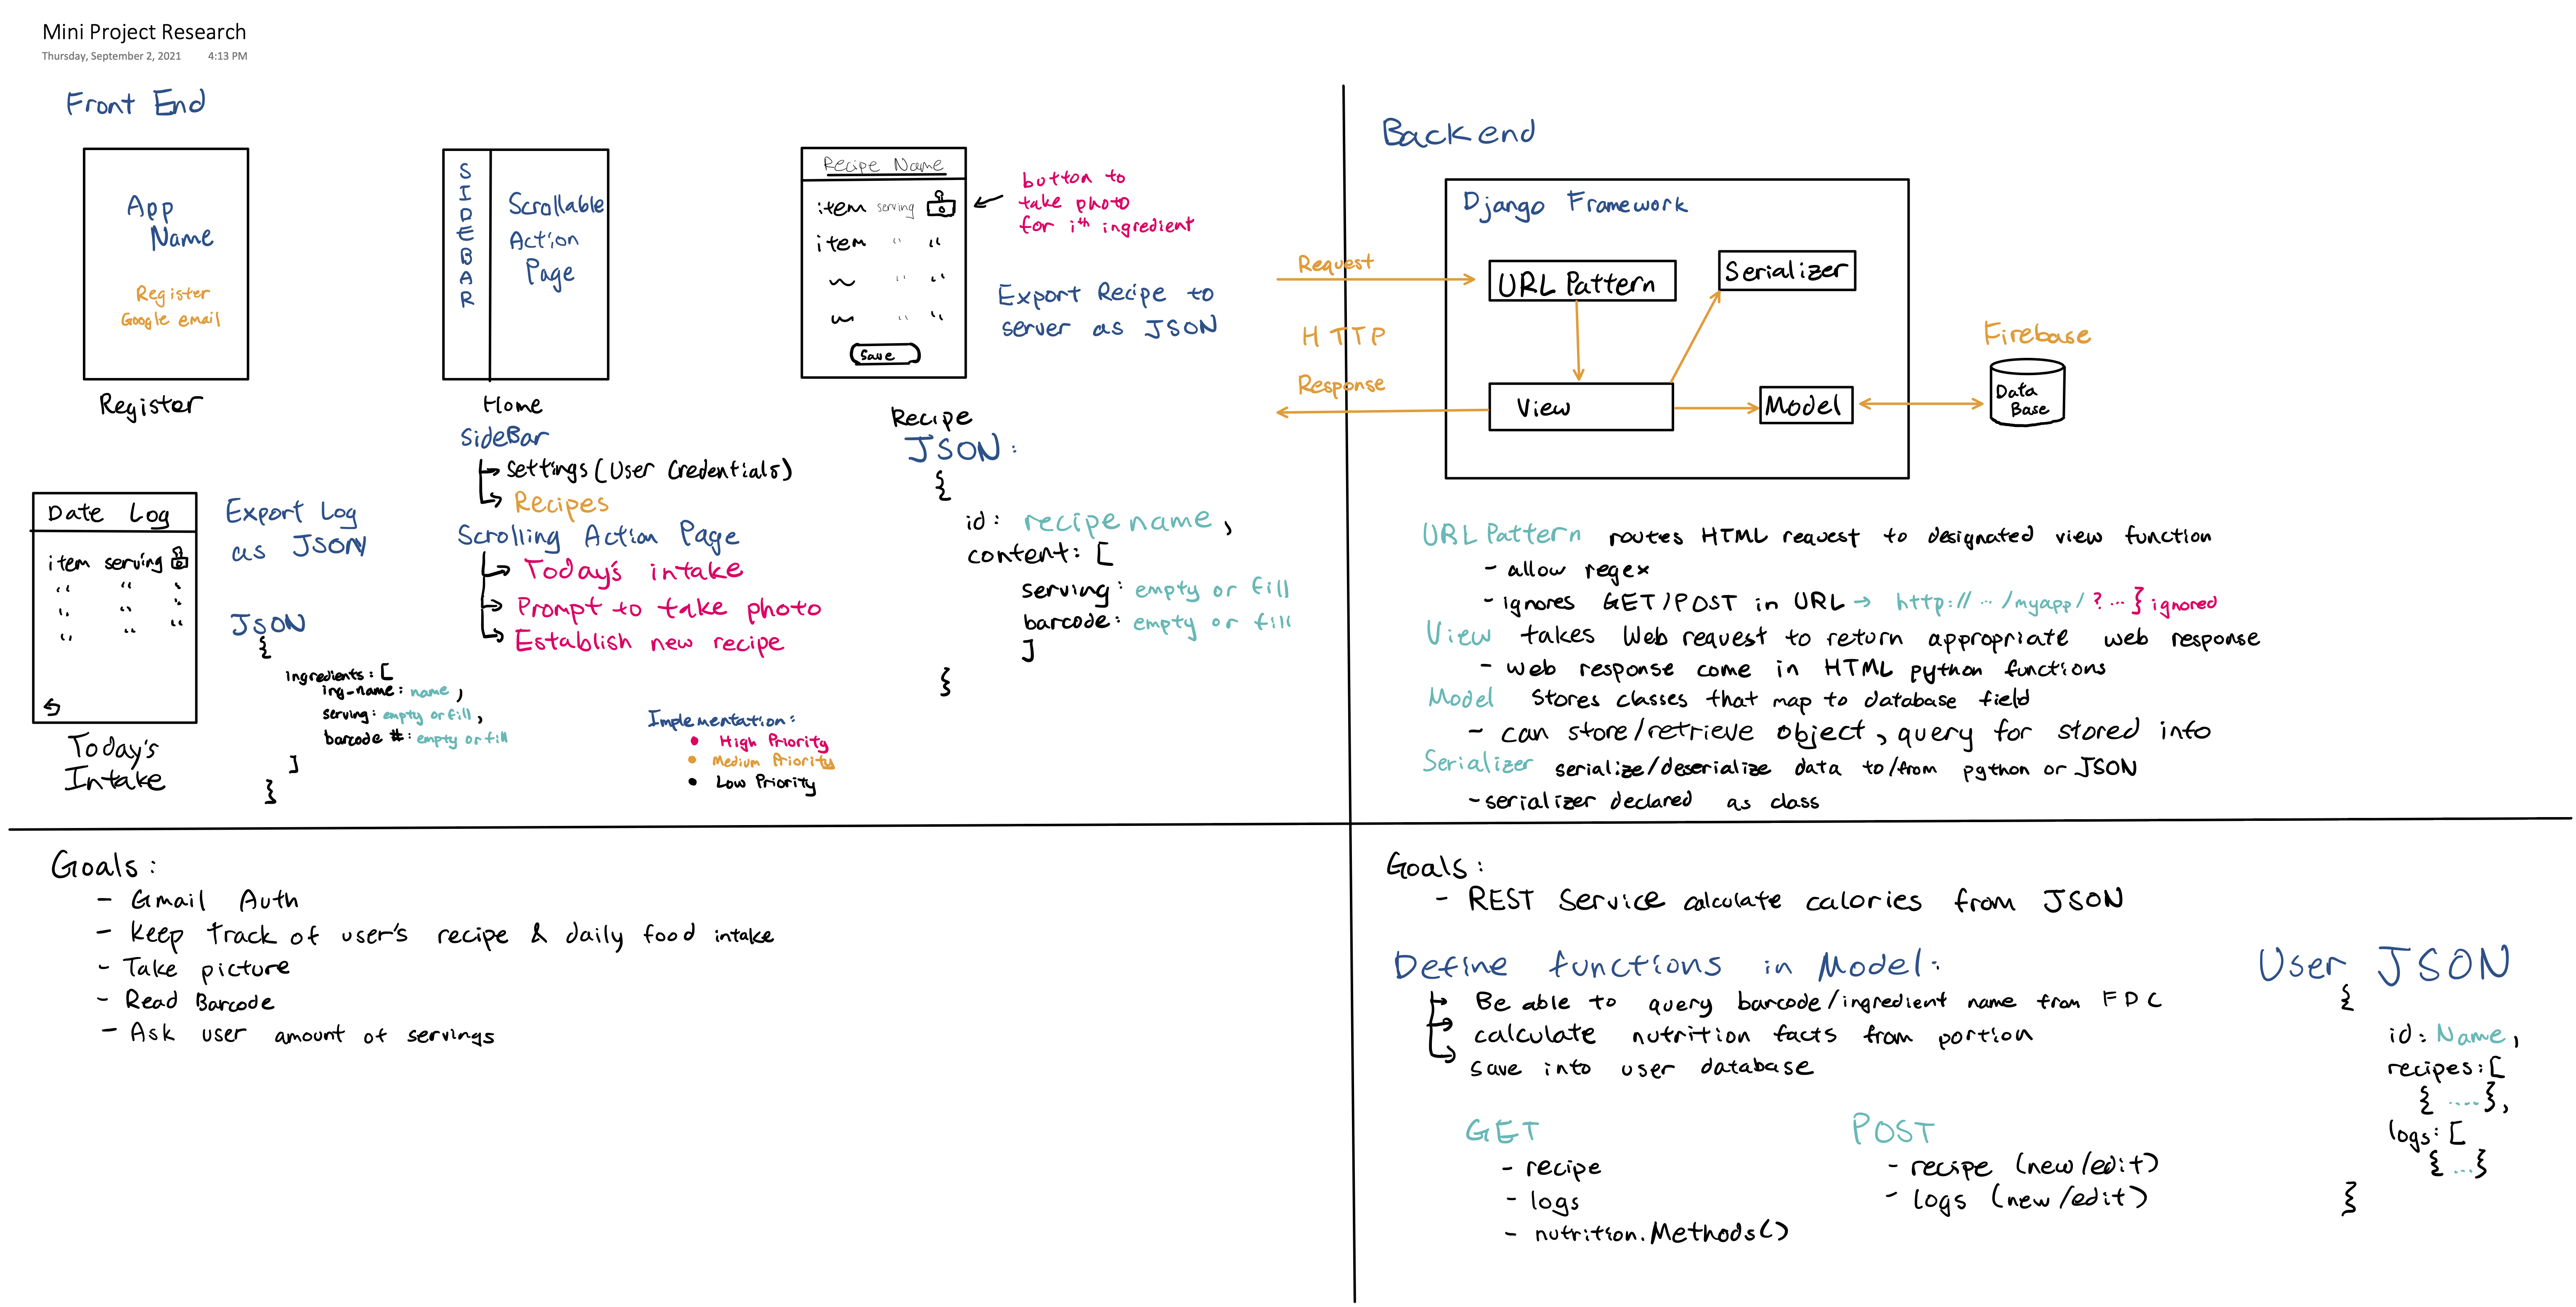 Mini Project Research
Thursday, September 2, 2021 4:13 PM
Front End
App
Name
Register
Google email
Register
SIDEBAR
Scrollable
Action
Page
Home
SideBar
Settings (User Credentials)
Recipes
Scrolling Action Page
Today's intake
Prompt to take photo
Establish new recipe
Recipe Name
item serving
item " "
" "
" "
Save
Recipe
button to
take photo
for ith ingredient
Export Recipe to
server as JSON
JSON:
{
id: recipe name,
content: [
serving: empty or fill
barcode: empty or fill
]
}
Date Log
item serving
" " "
" " "
" " "
Today's
Intake
Export Log
as JSON
JSON
{
ingredients: [
ing-name: name,
serving: empty or fill,
barcode #: empty or fill
]
}
Implementation:
• High Priority
• Medium Priority
• Low Priority
Goals:
- Gmail Auth
- Keep track of user's recipe & daily food intake
- Take picture
- Read Barcode
- Ask user amount of servings
Backend
Django Framework
Request
HTTP
Response
URL Pattern
Serializer
View
Model
Firebase
Data
Base
URL Pattern routes HTML request to designated view function
- allow regex
- ignores GET/POST in URL → http:// ... /myapp/ ? ... } ignored
View takes Web request to return appropriate web response
- web response come in HTML python functions
Model Stores classes that map to database field
- can store/retrieve object, query for stored into
Serializer serialize/deserialize data to/from python or JSON
- serializer declared as class
Goals:
- REST Service calculate calories from JSON
Define functions in Model:
Be able to query barcode/ingredient name from FDC
calculate nutrition facts from portion
save into user database
GET
- recipe
- logs
- nutrition.Methods()
POST
- recipe (new/edit)
- logs (new/edit)
User JSON
{
id: Name,
recipes: [
{ .... },
logs: [
{ ... }
}